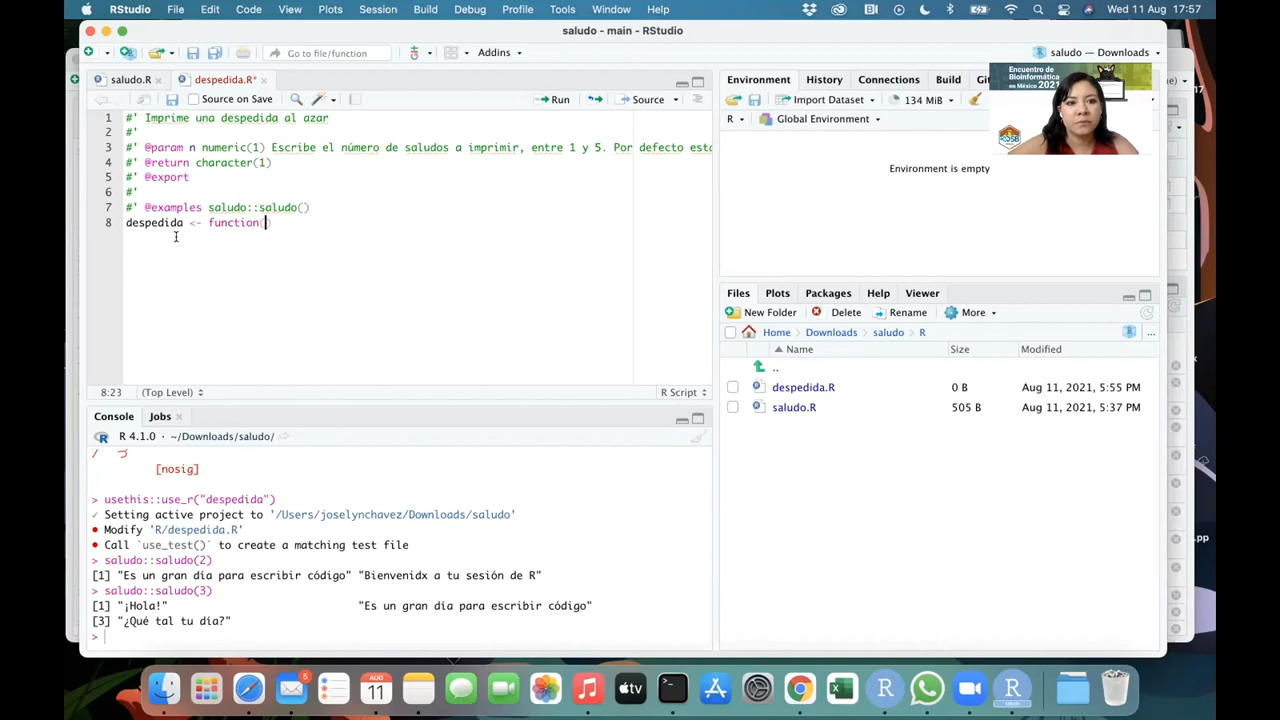 RStudio File Edit Code View Plots Session Build Debug Profile Tools Window Help Wed 11 Aug 17:57
saludo - main - RStudio
Go to file/function Addins saludo — Downloads
saludo.R despedida.R*
Source on Save Run Source
1 #' Imprime una despedida al azar
2 #'
3 #' @param n numeric(1) Escribe el número de saludos a imprimir, entre 1 y 5. Por defecto esta
4 #' @return character(1)
5 #' @export
6 #'
7 #' @examples saludo::saludo()
8 despedida <- function()
8:23 (Top Level) R Script
Console Jobs
R 4.1.0 · ~/Downloads/saludo/
/ づ
[nosig]
> usethis::use_r("despedida")
✓ Setting active project to '/Users/joselynchavez/Downloads/saludo'
● Modify 'R/despedida.R'
● Call `use_test()` to create a matching test file
> saludo::saludo(2)
[1] "Es un gran día para escribir código" "Bienvenidx a tu sesión de R"
> saludo::saludo(3)
[1] "¡Hola!" "Es un gran día para escribir código"
[3] "¿Qué tal tu día?"
>
Environment History Connections Build Git
Import Dataset 134 MiB
R Global Environment
Environment is empty
Encuentro de
Bioinformática
en México 2021
Files Plots Packages Help Viewer
New Folder Delete Rename More
Home Downloads saludo R ...
Name Size Modified
..
despedida.R 0 B Aug 11, 2021, 5:55 PM
saludo.R 505 B Aug 11, 2021, 5:37 PM
.pp
5
AUG
11
tv
R
R
saludo